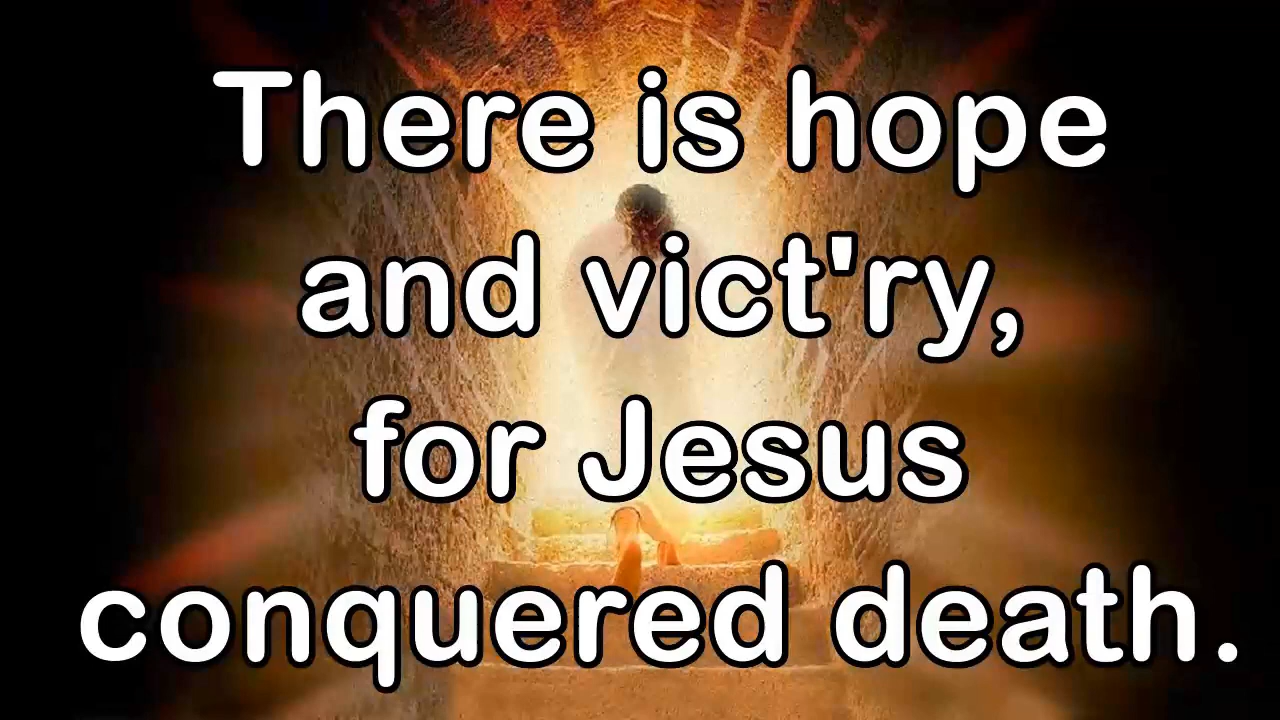 There is hope
and vict'ry,
for Jesus
conquered death.